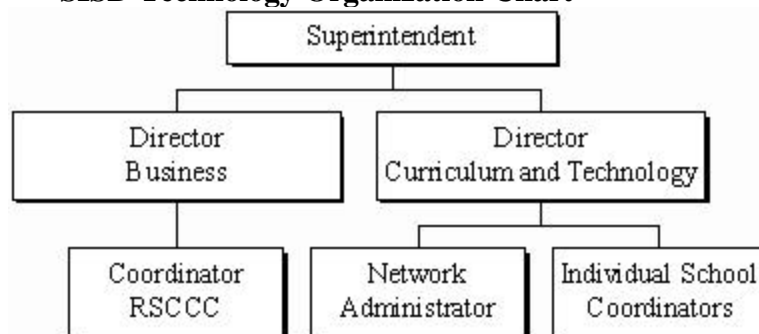 Technology Organization Chart
Superintendent
Director
Business
Director
Curriculum and Technology
Coordinator
RSCCC
Network
Administrator
Individual School
Coordinators